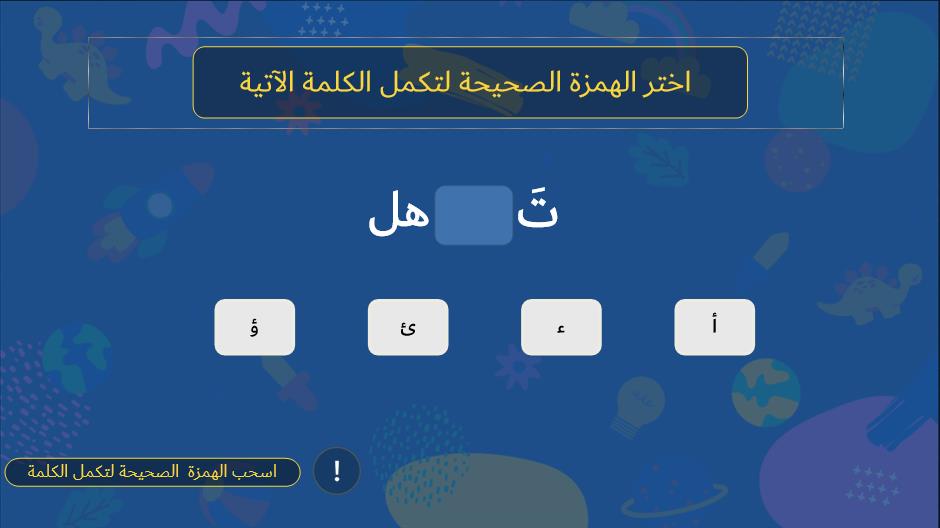 اختر الهمزة الصحيحة لتكمل الكلمة الآتية
تَ هل
أ ء ئ ؤ
!
اسحب الهمزة الصحيحة لتكمل الكلمة